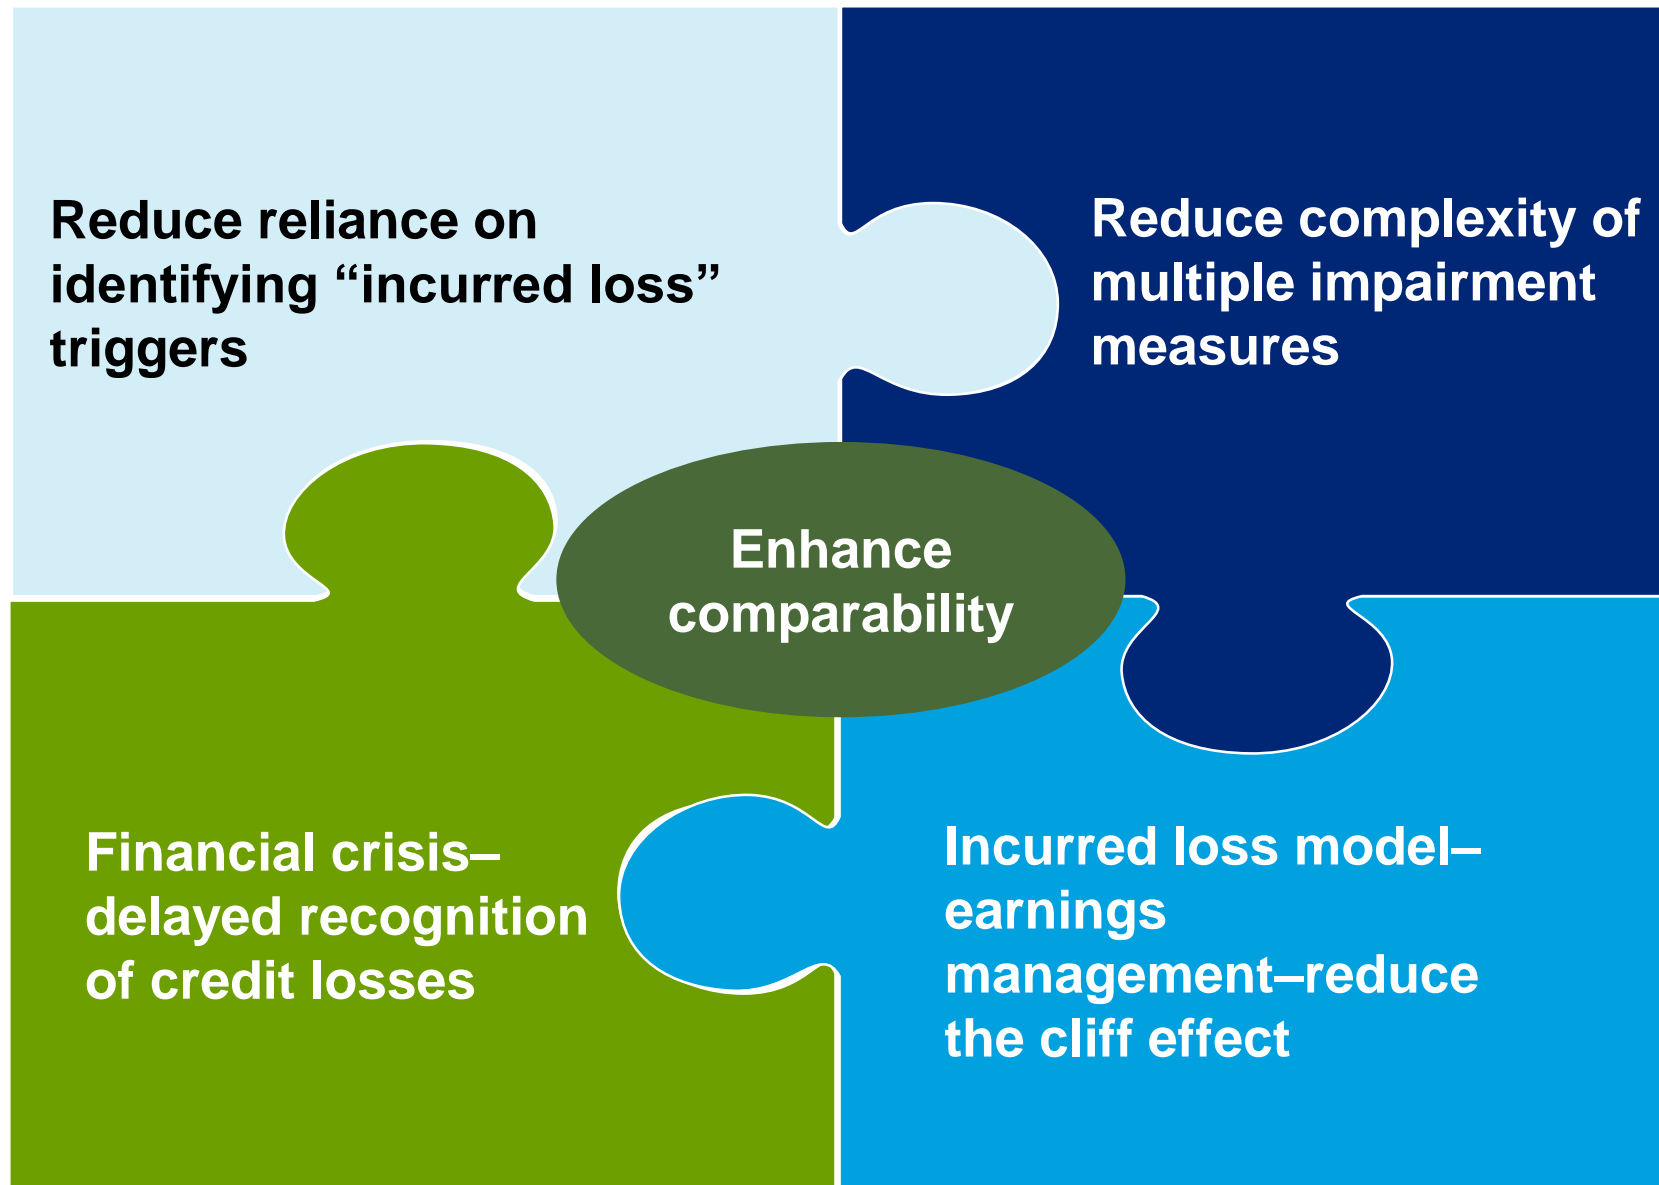 Reduce reliance on
identifying “incurred loss”
triggers
Reduce complexity of
multiple impairment
measures
Enhance
comparability
Financial crisis–
delayed recognition
of credit losses
Incurred loss model–
earnings
management–reduce
the cliff effect